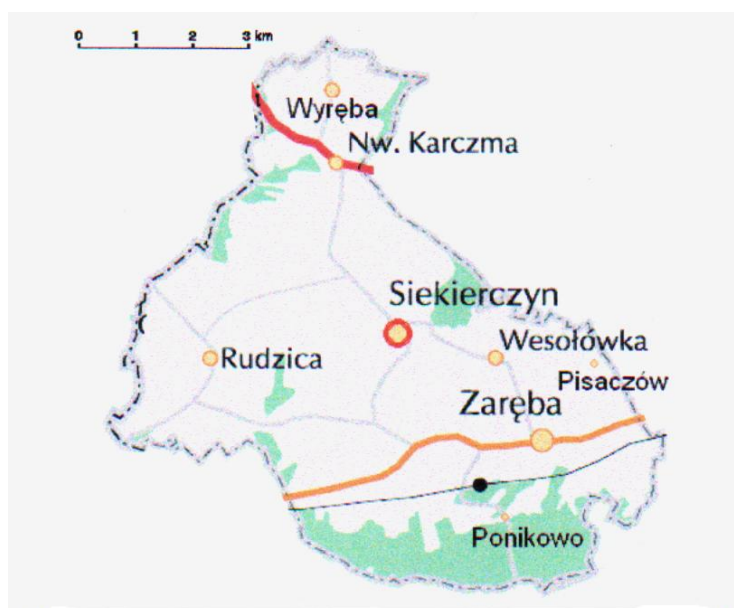 0 1 2 3 km
Wyręba
Nw. Karczma
Siekierczyn
Wesołówka
Rudzica
Pisaczów
Zaręba
Ponikowo